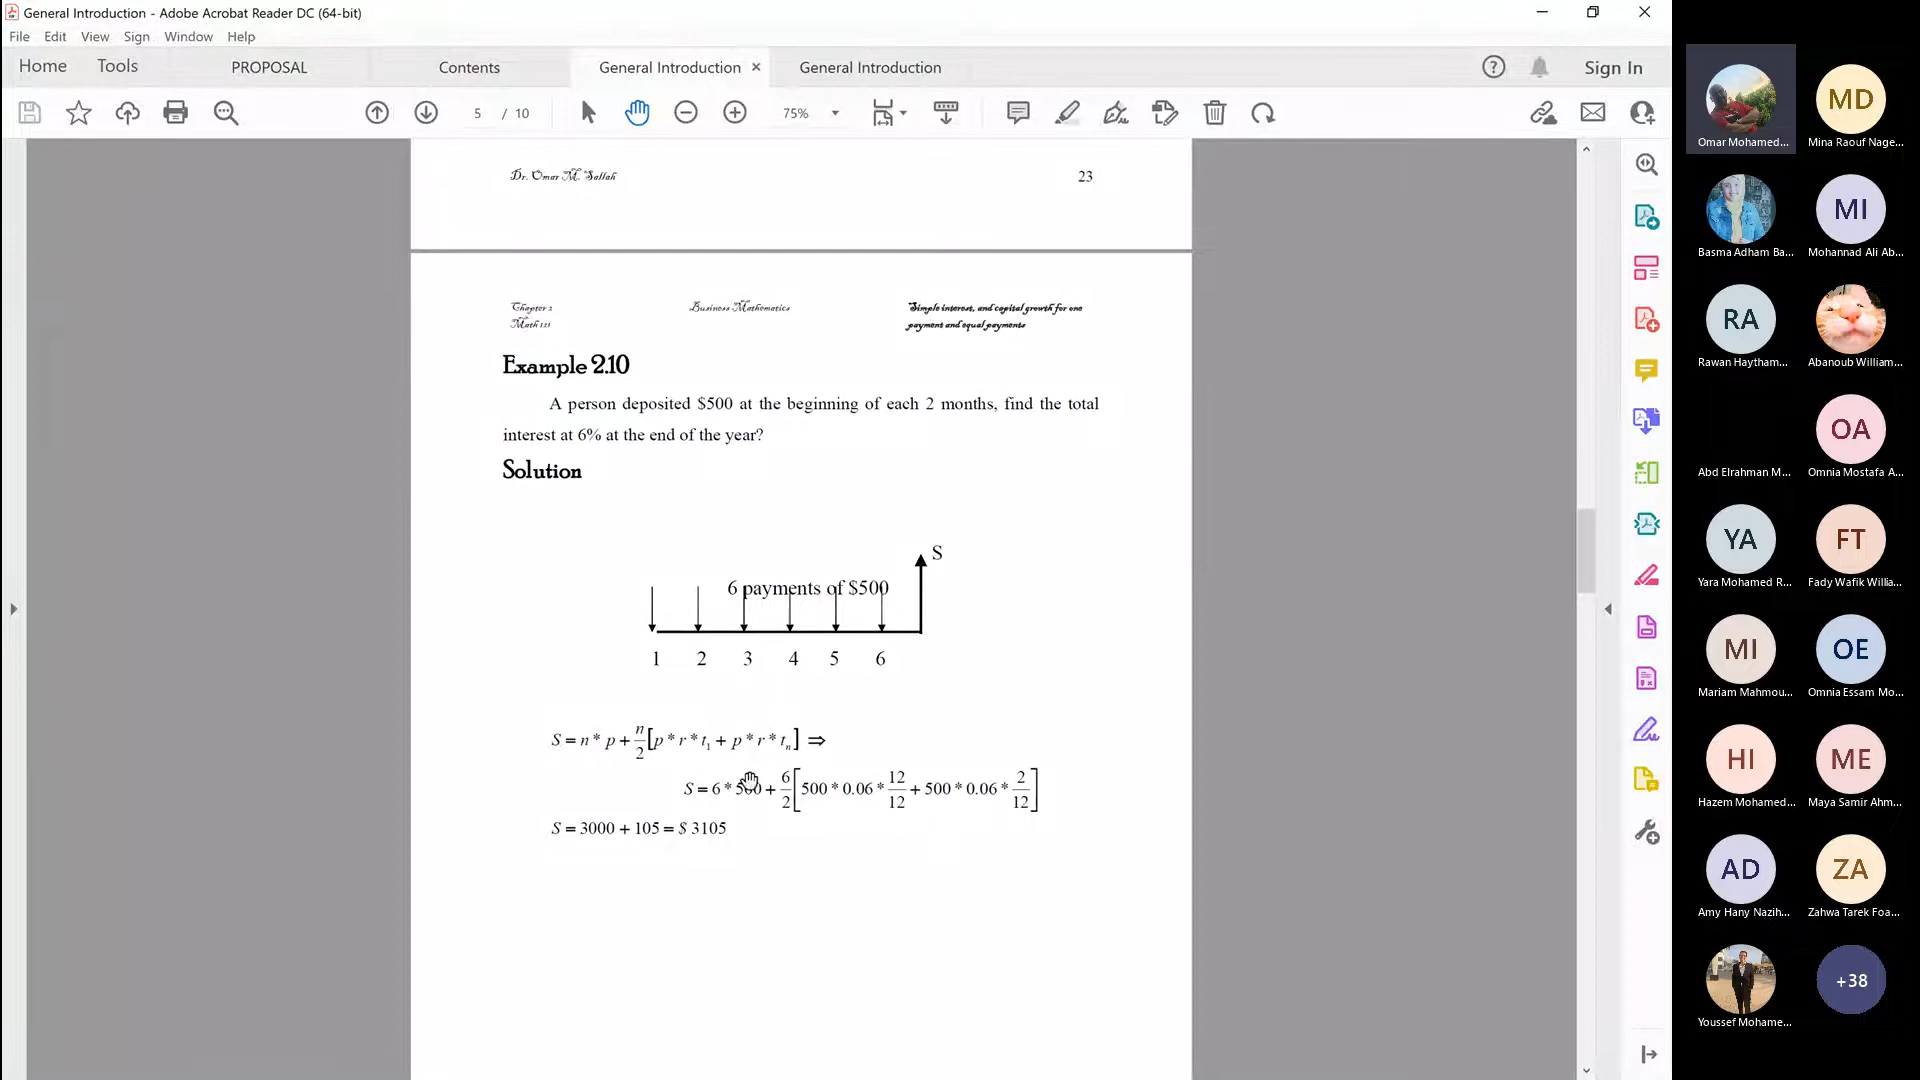 General Introduction - Adobe Acrobat Reader DC (64-bit)
File Edit View Sign Window Help
Home Tools PROPOSAL Contents General Introduction × General Introduction Sign In
5 / 10 75%
Dr. Omar M. Sallah 23
Chapter 2 Business Mathematics Simple interest, and capital growth for one
Math 121 payment and equal payments
Example 2.10
A person deposited $500 at the beginning of each 2 months, find the total
interest at 6% at the end of the year?
Solution
S
6 payments of $500
1 2 3 4 5 6
S = n * p + n/2 [p * r * t₁ + p * r * tₙ] ⇒
S = 6 * 500 + 6/2 [500 * 0.06 * 12/12 + 500 * 0.06 * 2/12]
S = 3000 + 105 = $ 3105
MD
Omar Mohamed... Mina Raouf Nage...
MI
Basma Adham Ba... Mohannad Ali Ab...
RA
Rawan Haytham... Abanoub William...
OA
Abd Elrahman M... Omnia Mostafa A...
YA FT
Yara Mohamed R... Fady Wafik Willia...
MI OE
Mariam Mahmou... Omnia Essam Mo...
HI ME
Hazem Mohamed... Maya Samir Ahm...
AD ZA
Amy Hany Nazih... Zahwa Tarek Foa...
+38
Youssef Mohame...